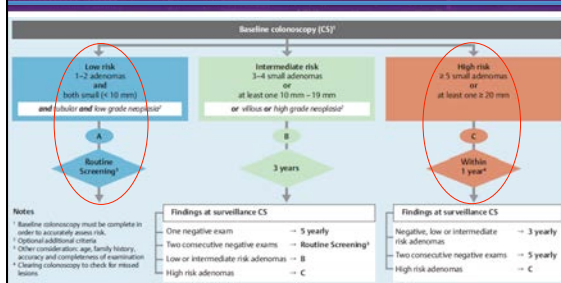 Baseline colonoscopy (CS)¹
Low risk
1–2 adenomas
and
both small (< 10 mm)
and tubular and low grade neoplasia²
A
Routine
Screening³
Intermediate risk
3–4 small adenomas
or
at least one 10 mm – 19 mm
or villous or high grade neoplasia²
B
3 years
High risk
≥ 5 small adenomas
or
at least one ≥ 20 mm
C
Within
1 year⁴
Notes
¹ Baseline colonoscopy must be complete in
order to accurately assess risk.
² Optional additional criteria
³ Other consideration: age, family history,
accuracy and completeness of examination
⁴ Clearing colonoscopy to check for missed
lesions
Findings at surveillance CS
One negative exam → 5 yearly
Two consecutive negative exams → Routine Screening³
Low or intermediate risk adenomas → B
High risk adenomas → C
Findings at surveillance CS
Negative, low or intermediate → 3 yearly
risk adenomas
Two consecutive negative exams → 5 yearly
High risk adenomas → C